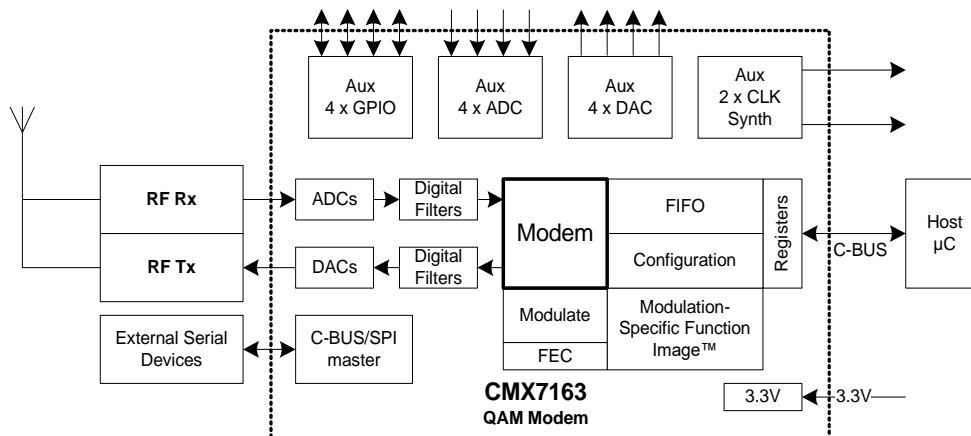 Aux
4 x GPIO
Aux
4 x ADC
Aux
4 x DAC
Aux
2 x CLK
Synth
RF Rx
ADCs
Digital
Filters
Modem
FIFO
Registers
C-BUS
Host
µC
RF Tx
DACs
Digital
Filters
Configuration
External Serial
Devices
C-BUS/SPI
master
Modulate
FEC
Modulation-
Specific Function
Image™
CMX7163
QAM Modem
3.3V
3.3V